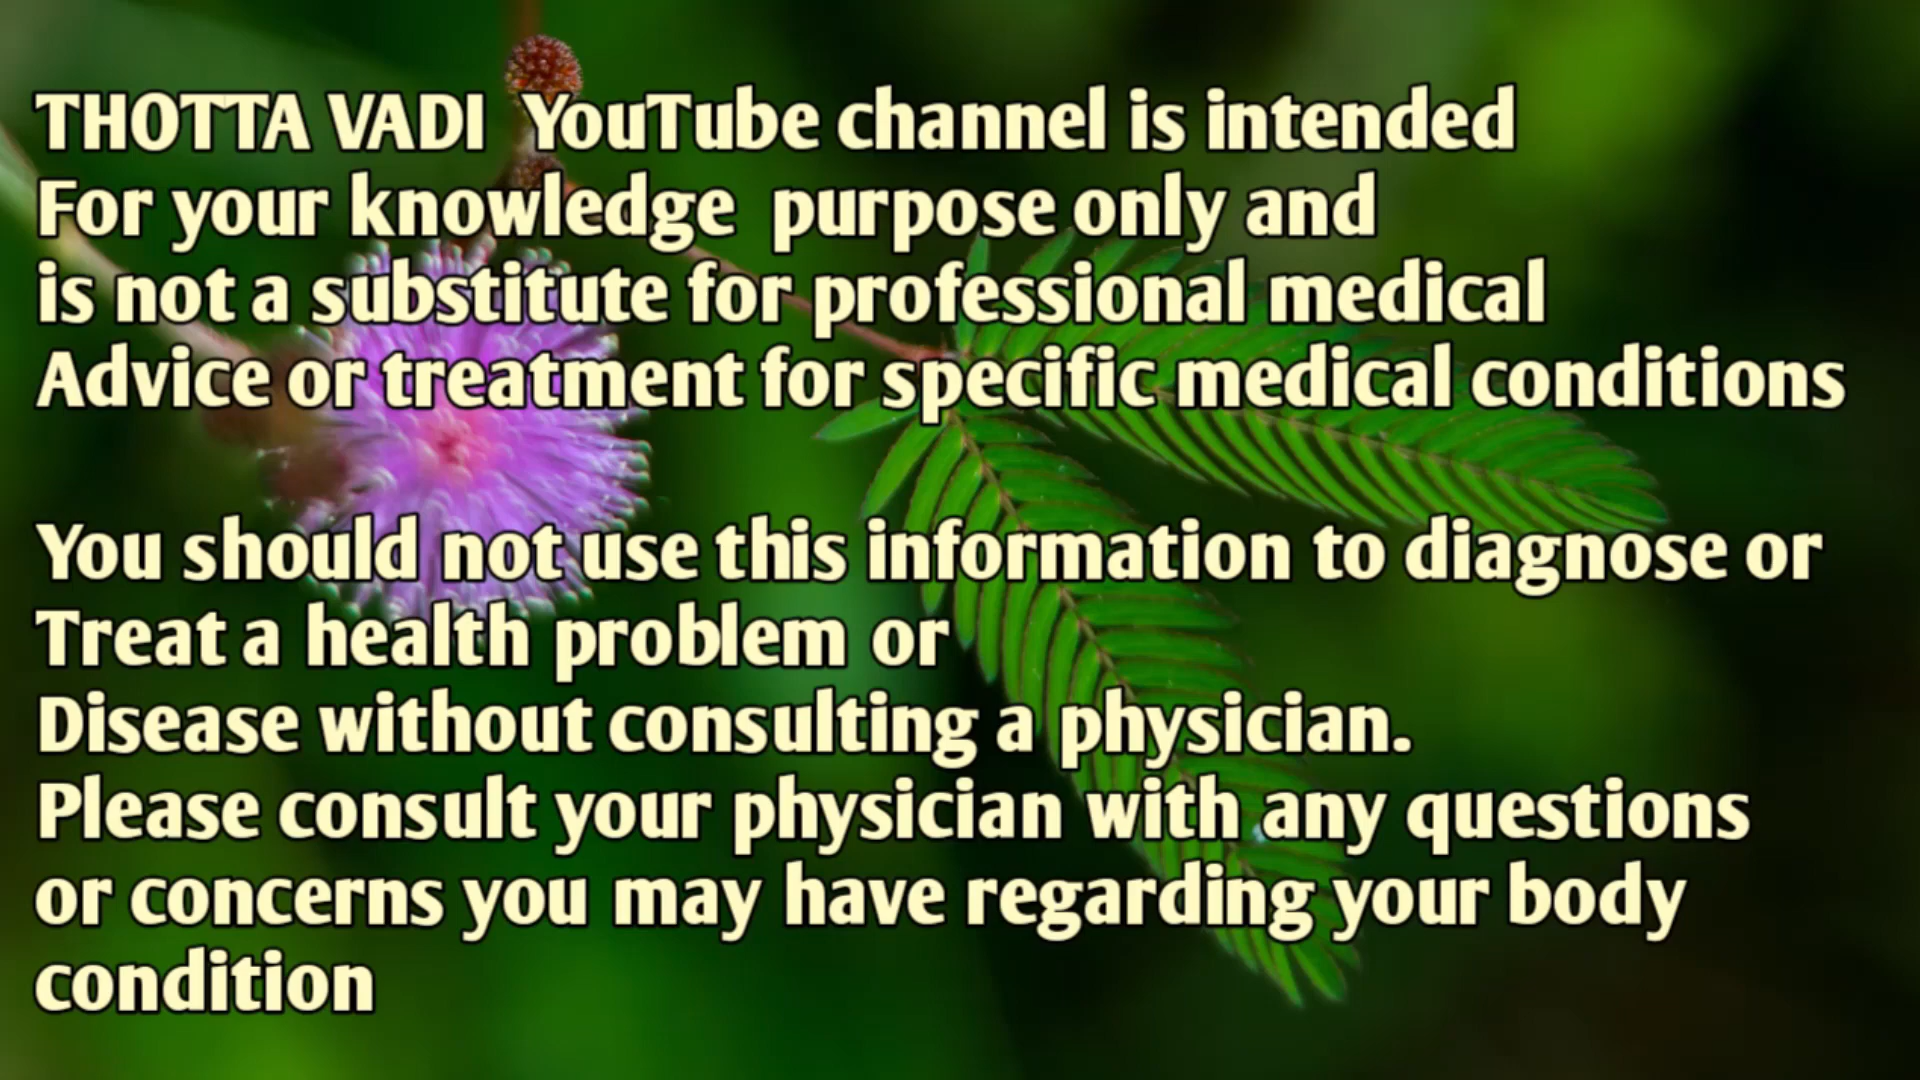 THOTTA VADI YouTube channel is intended
For your knowledge purpose only and
is not a substitute for professional medical
Advice or treatment for specific medical conditions
You should not use this information to diagnose or
Treat a health problem or
Disease without consulting a physician.
Please consult your physician with any questions
or concerns you may have regarding your body
condition